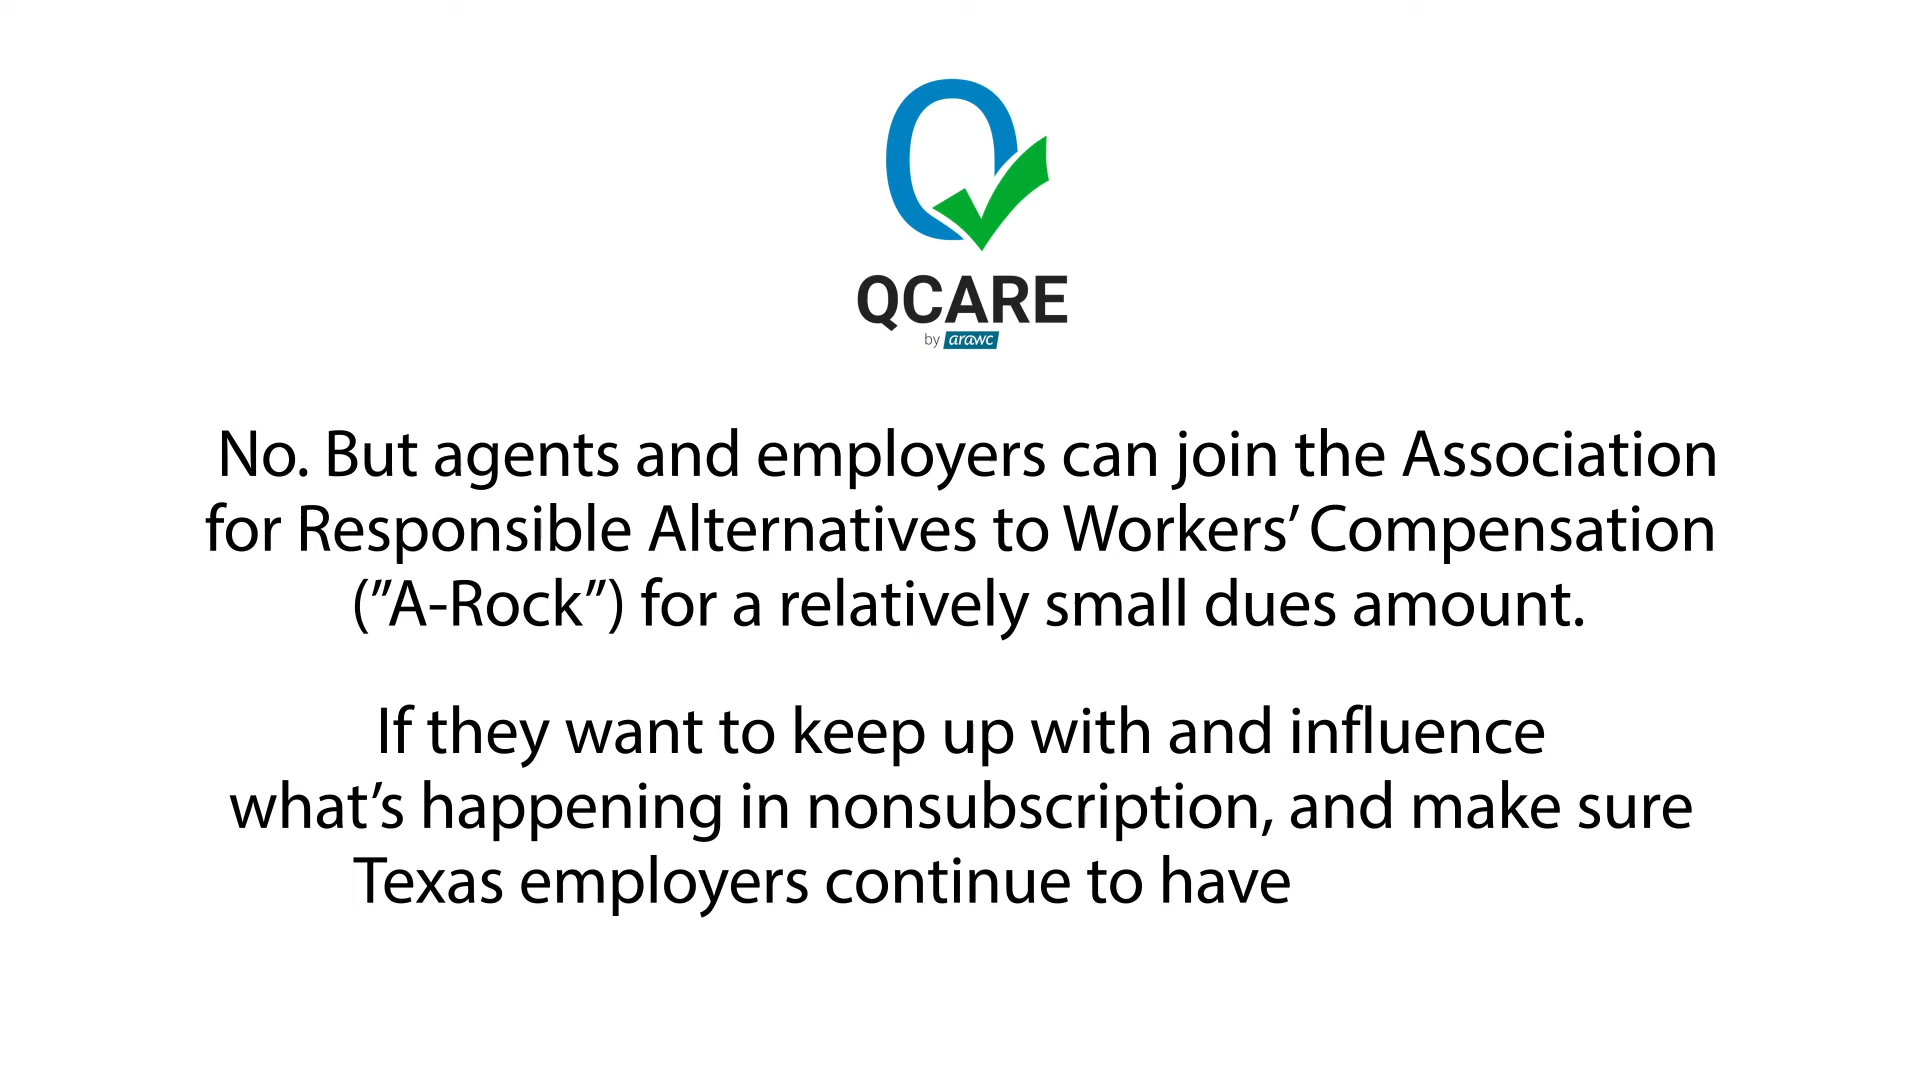 QCARE
by arawc
No. But agents and employers can join the Association
for Responsible Alternatives to Workers’ Compensation
(”A-Rock”) for a relatively small dues amount.
If they want to keep up with and influence
what’s happening in nonsubscription, and make sure
Texas employers continue to have